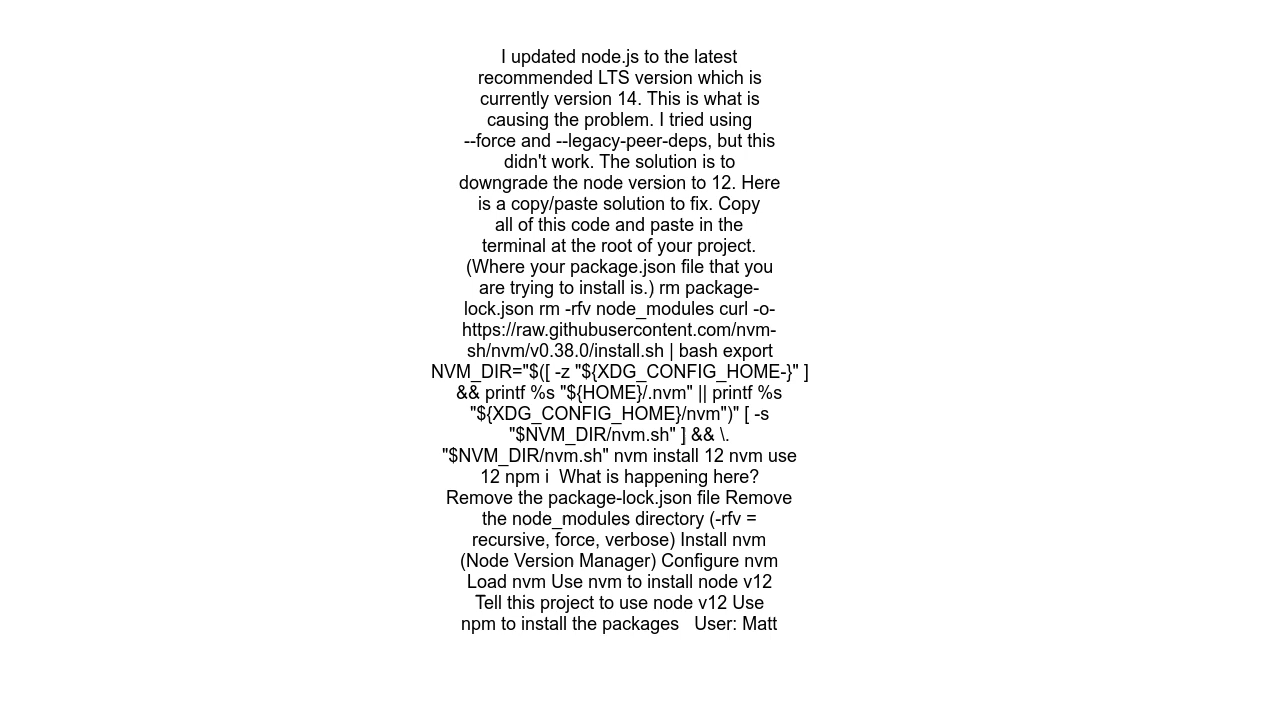 I updated node.js to the latest
recommended LTS version which is
currently version 14. This is what is
causing the problem. I tried using
--force and --legacy-peer-deps, but this
didn't work. The solution is to
downgrade the node version to 12. Here
is a copy/paste solution to fix. Copy
all of this code and paste in the
terminal at the root of your project.
(Where your package.json file that you
are trying to install is.) rm package-
lock.json rm -rfv node_modules curl -o-
https://raw.githubusercontent.com/nvm-
sh/nvm/v0.38.0/install.sh | bash export
NVM_DIR="$([ -z "${XDG_CONFIG_HOME-}" ]
&& printf %s "${HOME}/.nvm" || printf %s
"${XDG_CONFIG_HOME}/nvm")" [ -s
"$NVM_DIR/nvm.sh" ] && \.
"$NVM_DIR/nvm.sh" nvm install 12 nvm use
12 npm i  What is happening here?
Remove the package-lock.json file Remove
the node_modules directory (-rfv =
recursive, force, verbose) Install nvm
(Node Version Manager) Configure nvm
Load nvm Use nvm to install node v12
Tell this project to use node v12 Use
npm to install the packages   User: Matt